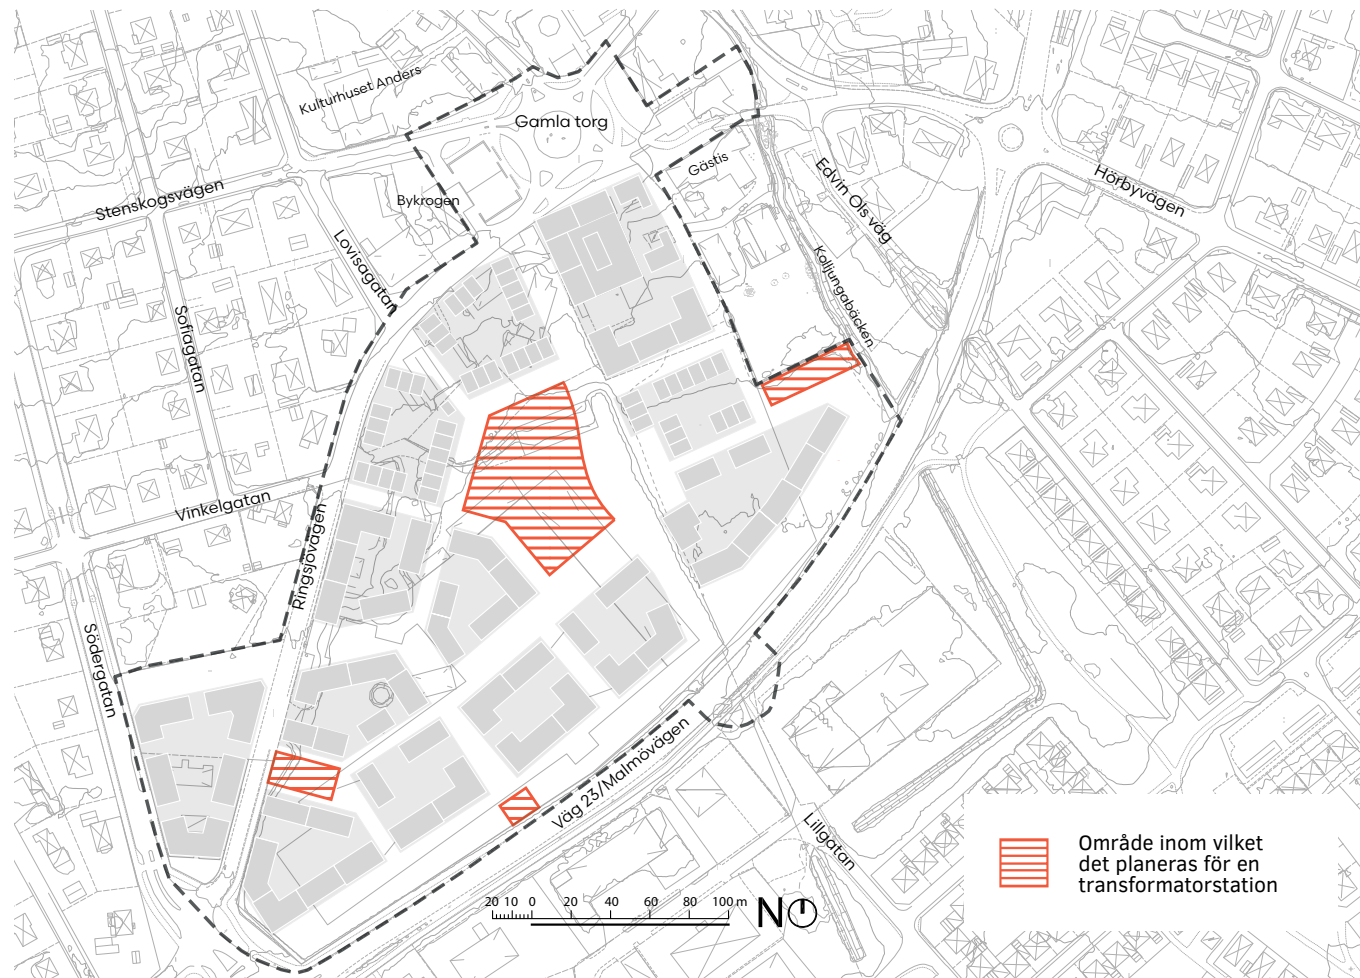 Kulturhuset Anders
Gamla torg
Gästis
Edvin Ols väg
Hörbyvägen
Stenskogsvägen
Bykrogen
Lovisagatan
Kolljungabäcken
Sofiagatan
Vinkelgatan
Ringsjövägen
Södergatan
Väg 23/Malmövägen
Lillgatan
Område inom vilket
det planeras för en
transformatorstation
20 10 0 20 40 60 80 100 m
N